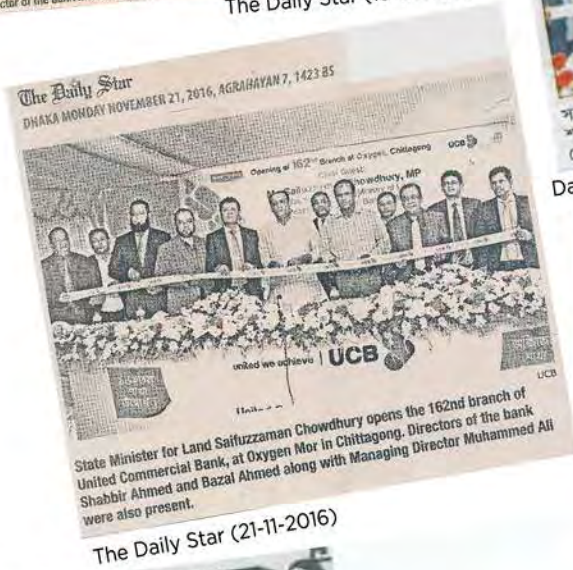 The Daily Star
The Daily Star
DHAKA MONDAY NOVEMBER 21, 2016, AGRAHAYAN 7, 1423 BS
Opening of 162nd Branch at Oxygen, Chittagong
UCB
Chief Guest
Chowdhury, MP
united we achieve | UCB
UCB
State Minister for Land Saifuzzaman Chowdhury opens the 162nd branch of
United Commercial Bank, at Oxygen Mor in Chittagong. Directors of the bank
Shabbir Ahmed and Bazal Ahmed along with Managing Director Muhammed Ali
were also present.
The Daily Star (21-11-2016)